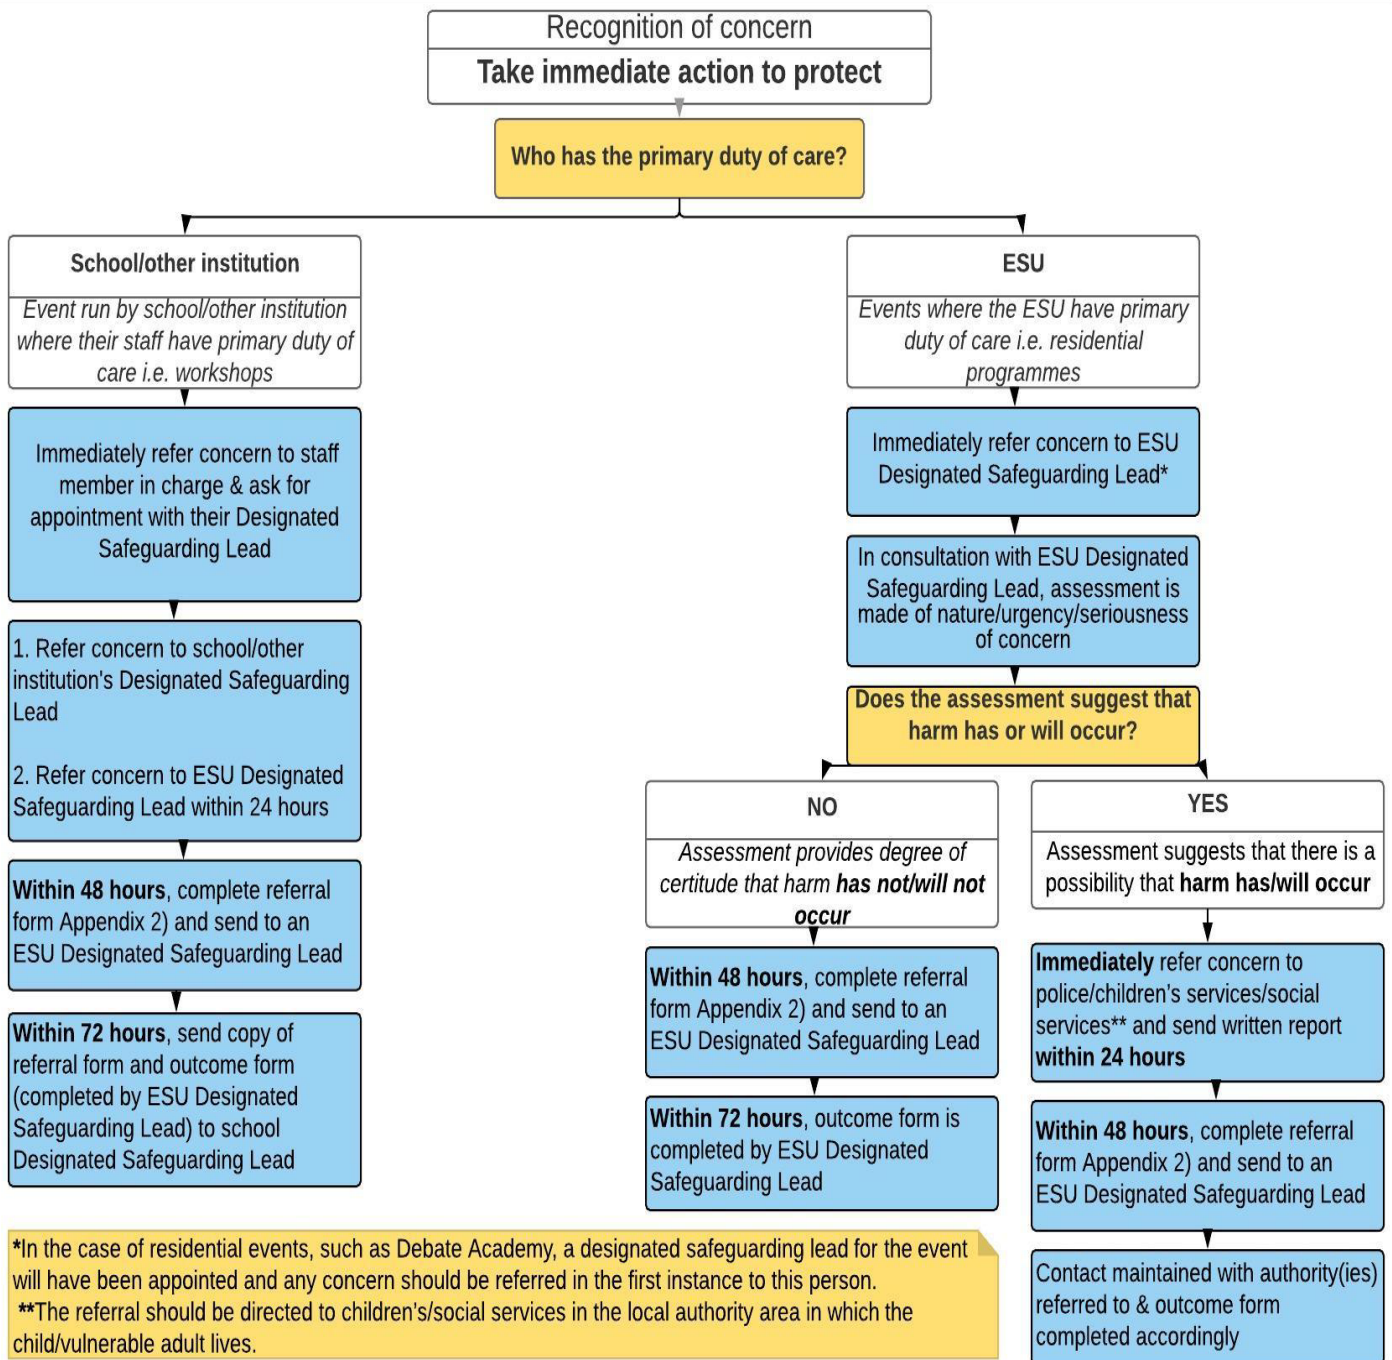 Recognition of concern
Take immediate action to protect
Who has the primary duty of care?
School/other institution
Event run by school/other institution
where their staff have primary duty of
care i.e. workshops
Immediately refer concern to staff
member in charge & ask for
appointment with their Designated
Safeguarding Lead
1. Refer concern to school/other
institution's Designated Safeguarding
Lead
2. Refer concern to ESU Designated
Safeguarding Lead within 24 hours
Within 48 hours, complete referral
form Appendix 2) and send to an
ESU Designated Safeguarding Lead
Within 72 hours, send copy of
referral form and outcome form
(completed by ESU Designated
Safeguarding Lead) to school
Designated Safeguarding Lead
ESU
Events where the ESU have primary
duty of care i.e. residential
programmes
Immediately refer concern to ESU
Designated Safeguarding Lead*
In consultation with ESU Designated
Safeguarding Lead, assessment is
made of nature/urgency/seriousness
of concern
Does the assessment suggest that
harm has or will occur?
NO
Assessment provides degree of
certitude that harm has not/will not
occur
Within 48 hours, complete referral
form Appendix 2) and send to an
ESU Designated Safeguarding Lead
Within 72 hours, outcome form is
completed by ESU Designated
Safeguarding Lead
YES
Assessment suggests that there is a
possibility that harm has/will occur
Immediately refer concern to
police/children's services/social
services** and send written report
within 24 hours
Within 48 hours, complete referral
form Appendix 2) and send to an
ESU Designated Safeguarding Lead
Contact maintained with authority(ies)
referred to & outcome form
completed accordingly
*In the case of residential events, such as Debate Academy, a designated safeguarding lead for the event
will have been appointed and any concern should be referred in the first instance to this person.
**The referral should be directed to children's/social services in the local authority area in which the
child/vulnerable adult lives.